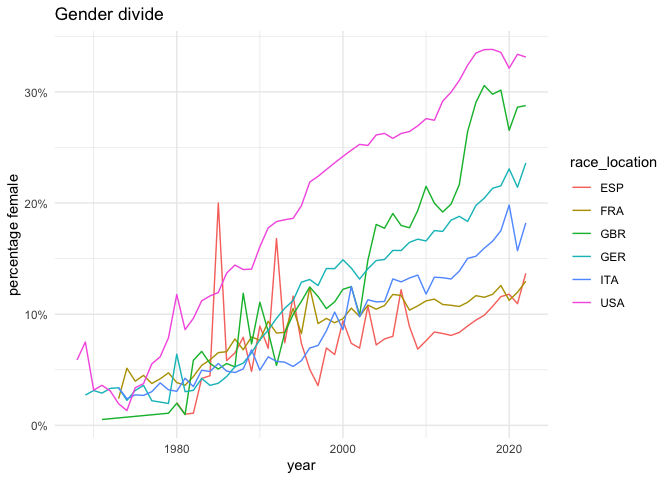 Gender divide
percentage female
30%
20%
10%
0%
1980
2000
2020
year
race_location
ESP
FRA
GBR
GER
ITA
USA